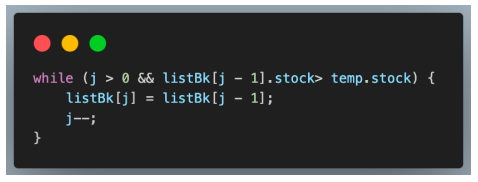 while (j > 0 && listBk[j - 1].stock> temp.stock) {
    listBk[j] = listBk[j - 1];
    j--;
}